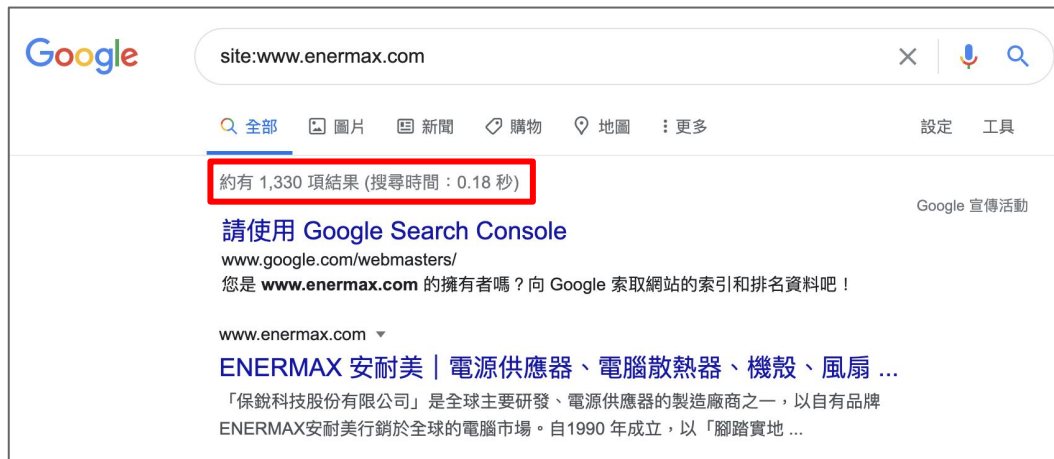 Google
site:www.enermax.com
全部 圖片 新聞 購物 地圖 更多 設定 工具
約有 1,330 項結果 (搜尋時間：0.18 秒)
Google 宣傳活動
請使用 Google Search Console
www.google.com/webmasters/
您是 www.enermax.com 的擁有者嗎？向 Google 索取網站的索引和排名資料吧！
www.enermax.com
ENERMAX 安耐美｜電源供應器、電腦散熱器、機殼、風扇 ...
「保銳科技股份有限公司」是全球主要研發、電源供應器的製造廠商之一，以自有品牌
ENERMAX安耐美行銷於全球的電腦市場。自1990 年成立，以「腳踏實地 ...